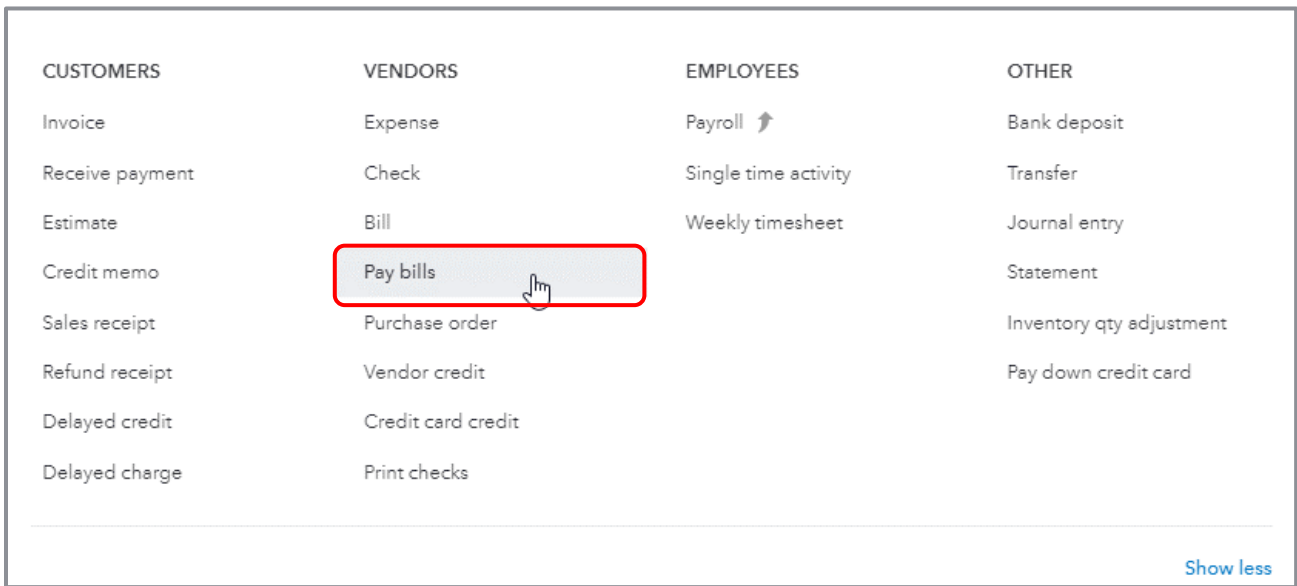 CUSTOMERS
Invoice
Receive payment
Estimate
Credit memo
Sales receipt
Refund receipt
Delayed credit
Delayed charge
VENDORS
Expense
Check
Bill
Pay bills
Purchase order
Vendor credit
Credit card credit
Print checks
EMPLOYEES
Payroll
Single time activity
Weekly timesheet
OTHER
Bank deposit
Transfer
Journal entry
Statement
Inventory qty adjustment
Pay down credit card
Show less